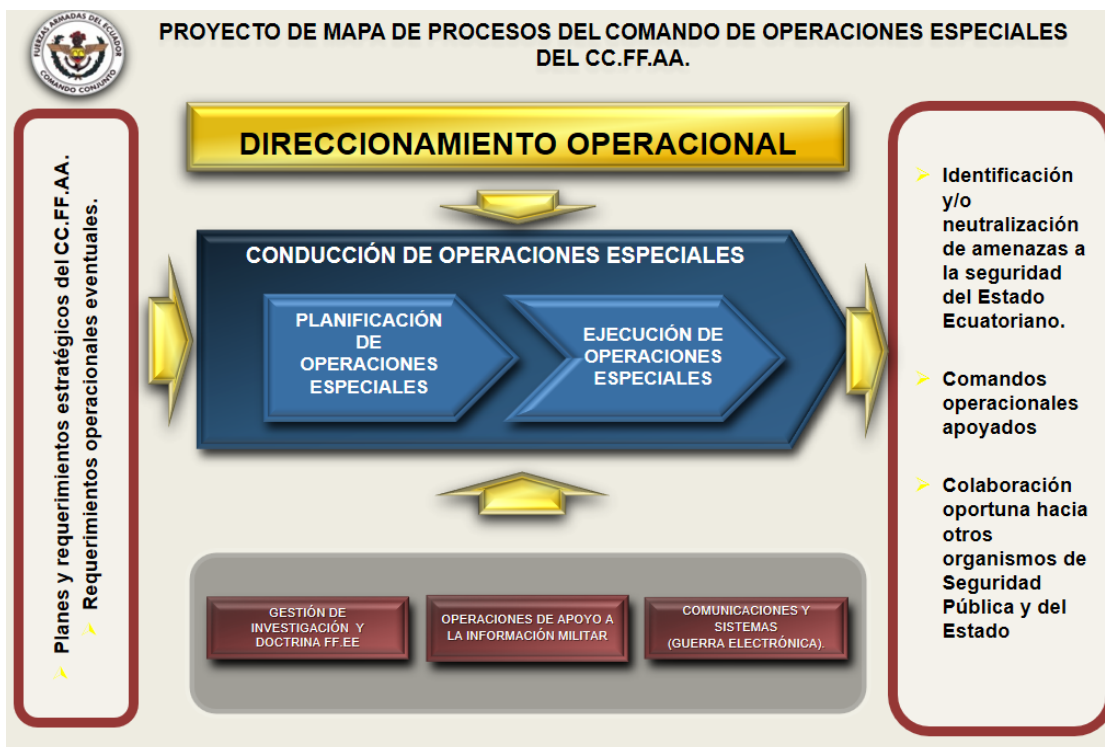 FUERZAS ARMADAS DEL ECUADOR
COMANDO CONJUNTO
PROYECTO DE MAPA DE PROCESOS DEL COMANDO DE OPERACIONES ESPECIALES
DEL CC.FF.AA.
Planes y requerimientos estratégicos del CC.FF.AA.
Requerimientos operacionales eventuales.
DIRECCIONAMIENTO OPERACIONAL
CONDUCCIÓN DE OPERACIONES ESPECIALES
PLANIFICACIÓN
DE
OPERACIONES
ESPECIALES
EJECUCIÓN DE
OPERACIONES
ESPECIALES
GESTIÓN DE
INVESTIGACIÓN Y
DOCTRINA FF.EE
OPERACIONES DE APOYO A
LA INFORMACIÓN MILITAR
COMUNICACIONES Y
SISTEMAS
(GUERRA ELECTRÓNICA).
Identificación
y/o
neutralización
de amenazas a
la seguridad
del Estado
Ecuatoriano.
Comandos
operacionales
apoyados
Colaboración
oportuna hacia
otros
organismos de
Seguridad
Pública y del
Estado